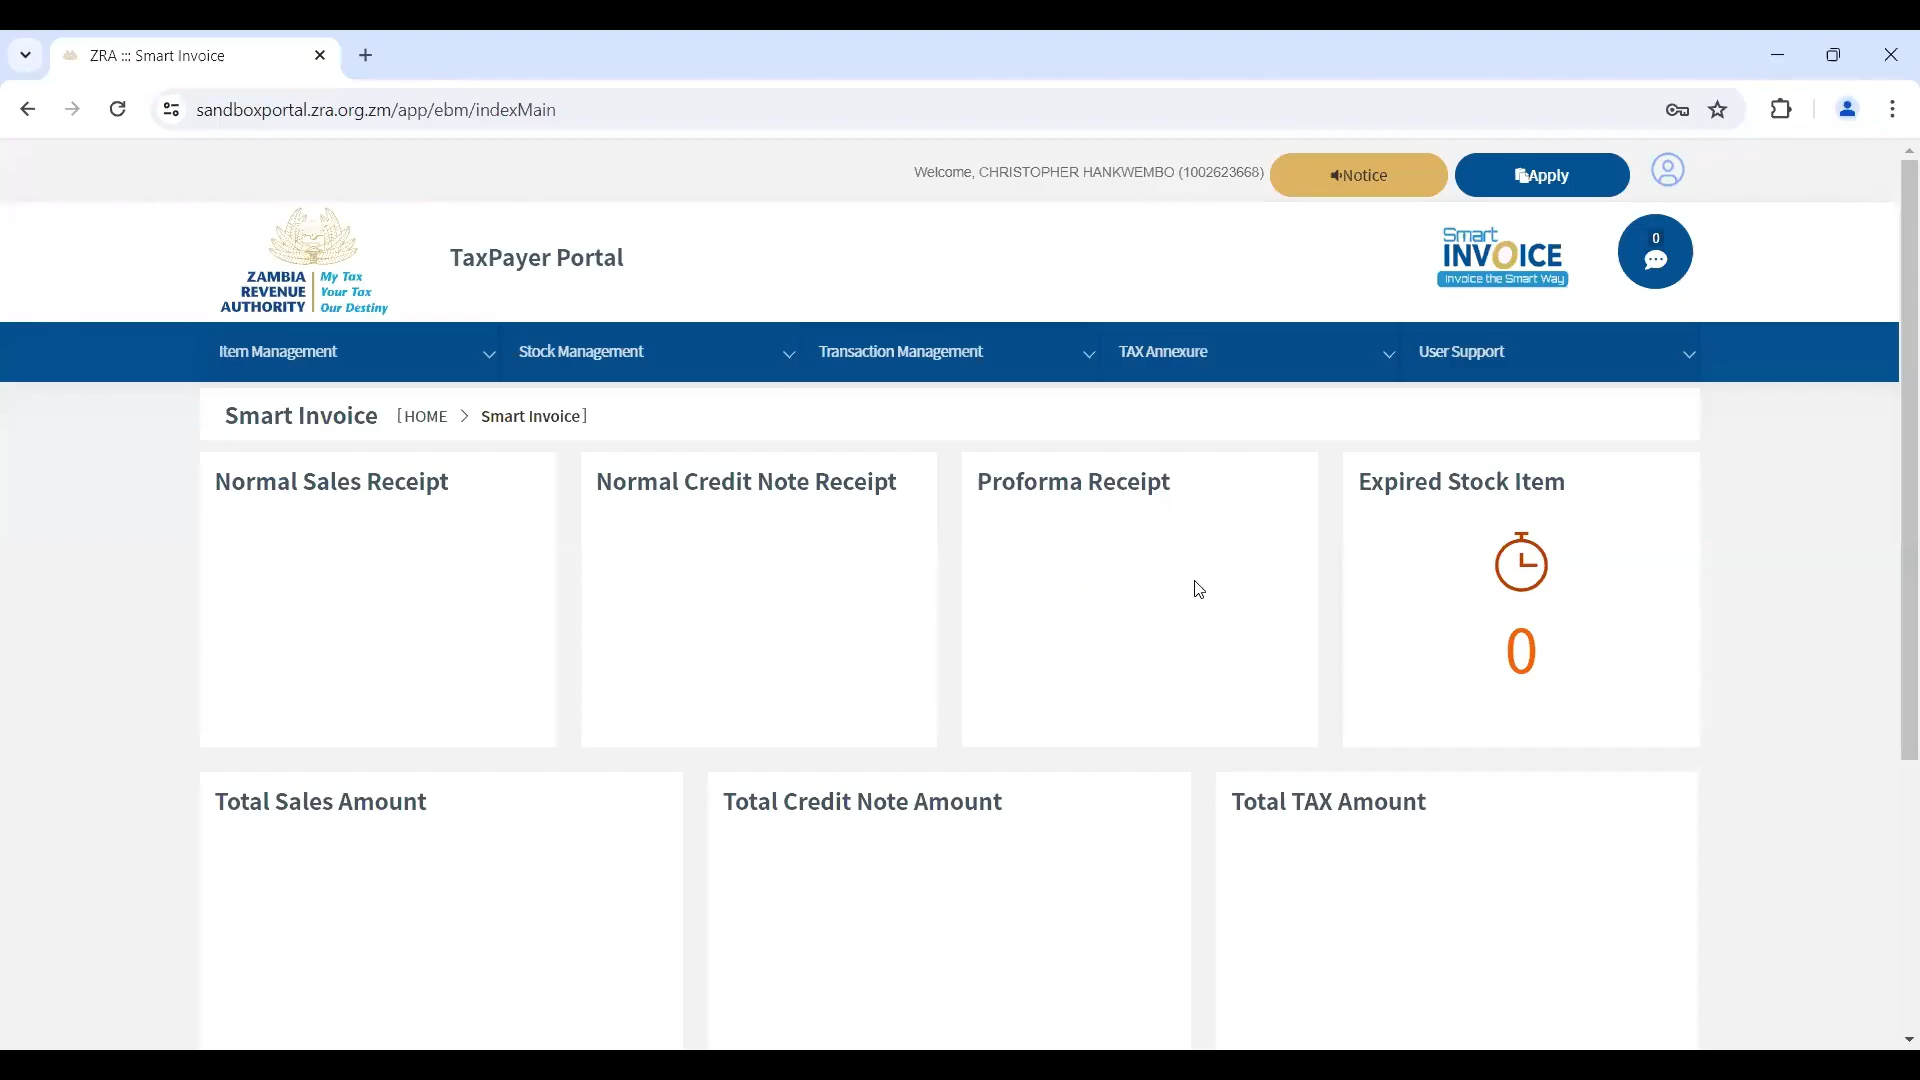 ZRA ::: Smart Invoice
sandboxportal.zra.org.zm/app/ebm/indexMain
Welcome, CHRISTOPHER HANKWEMBO (1002623668)
Notice
Apply
ZAMBIA
REVENUE
AUTHORITY
My Tax
Your Tax
Our Destiny
TaxPayer Portal
Smart
INVOICE
Invoice the Smart Way
0
Item Management
Stock Management
Transaction Management
TAX Annexure
User Support
Smart Invoice [HOME > Smart Invoice]
Normal Sales Receipt
Normal Credit Note Receipt
Proforma Receipt
Expired Stock Item
0
Total Sales Amount
Total Credit Note Amount
Total TAX Amount